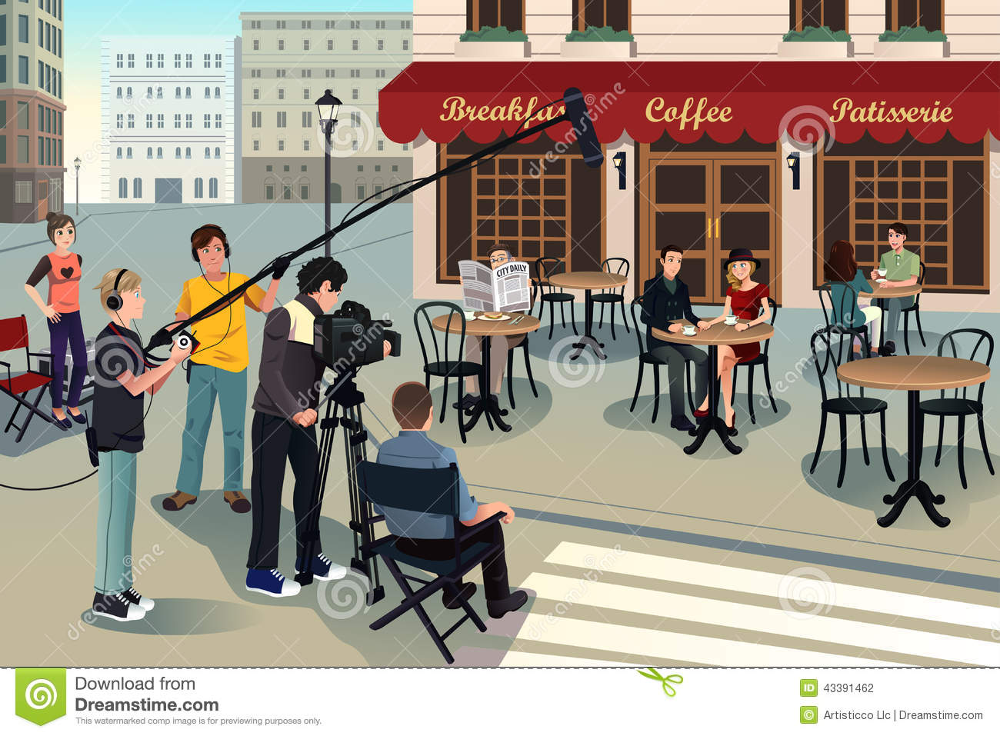 Breakfas
Coffee
Patisserie
CITY DAILY
Download from
Dreamstime.com
This watermarked comp image is for previewing purposes only.
ID 43391462
© Artisticco Llc | Dreamstime.com